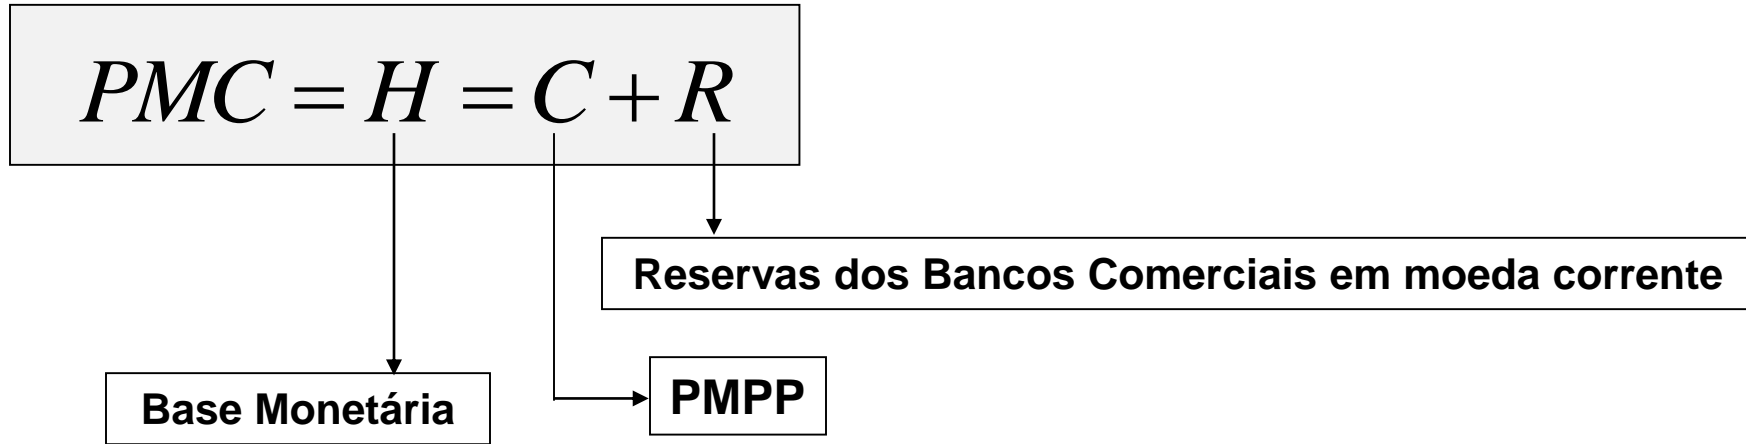 PMC = H = C + R
Reservas dos Bancos Comerciais em moeda corrente
PMPP
Base Monetária